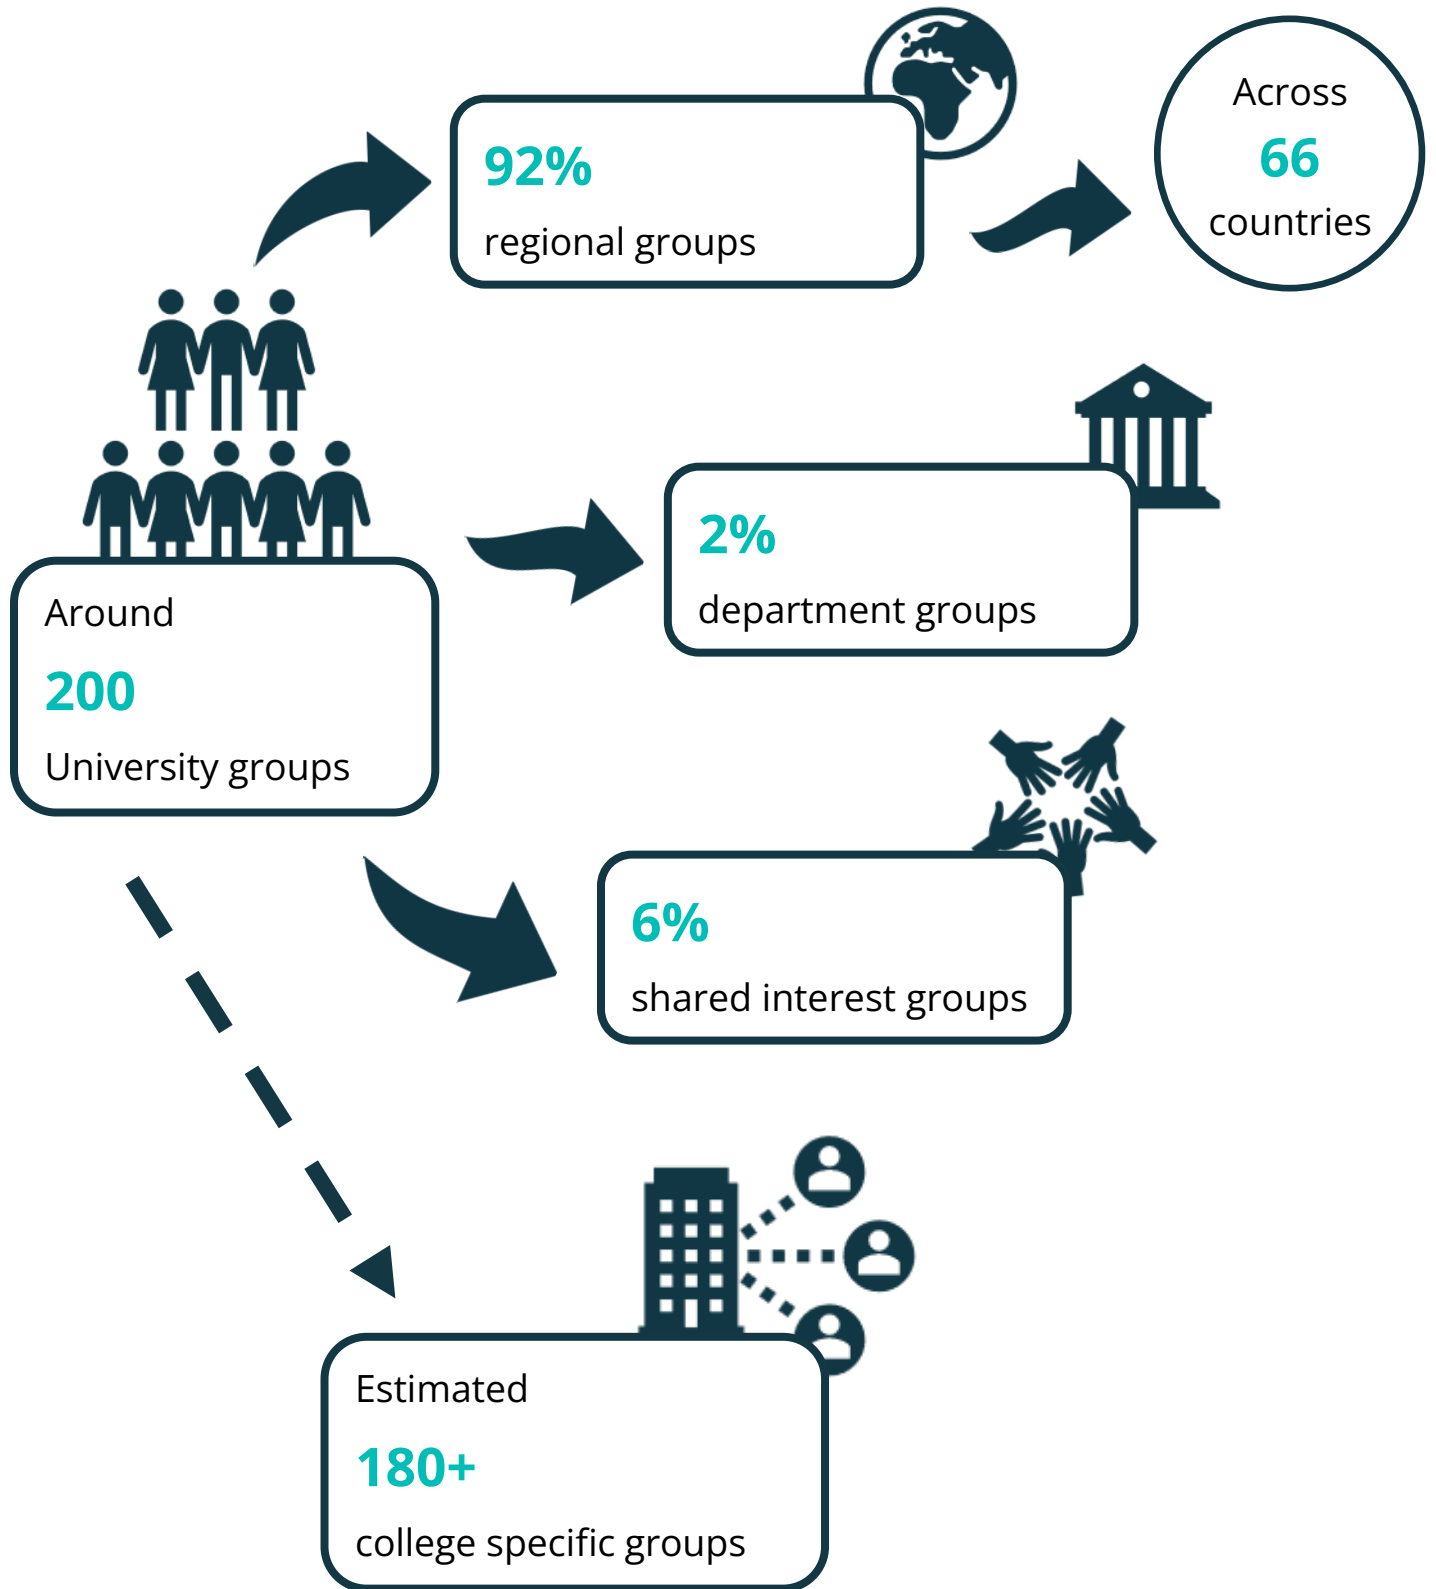 92%
regional groups
Across
66
countries
2%
department groups
Around
200
University groups
6%
shared interest groups
Estimated
180+
college specific groups